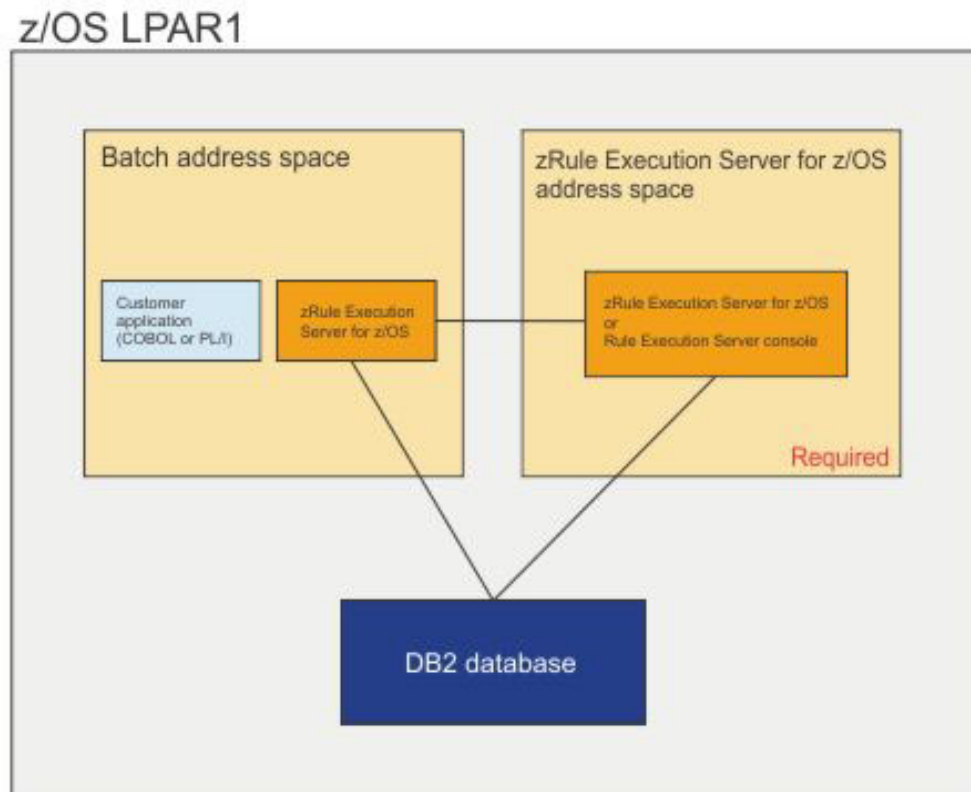 z/OS LPAR1
Batch address space
zRule Execution Server for z/OS
address space
Customer
application
(COBOL or PL/I)
zRule Execution
Server for z/OS
zRule Execution Server for z/OS
or
Rule Execution Server console
Required
DB2 database